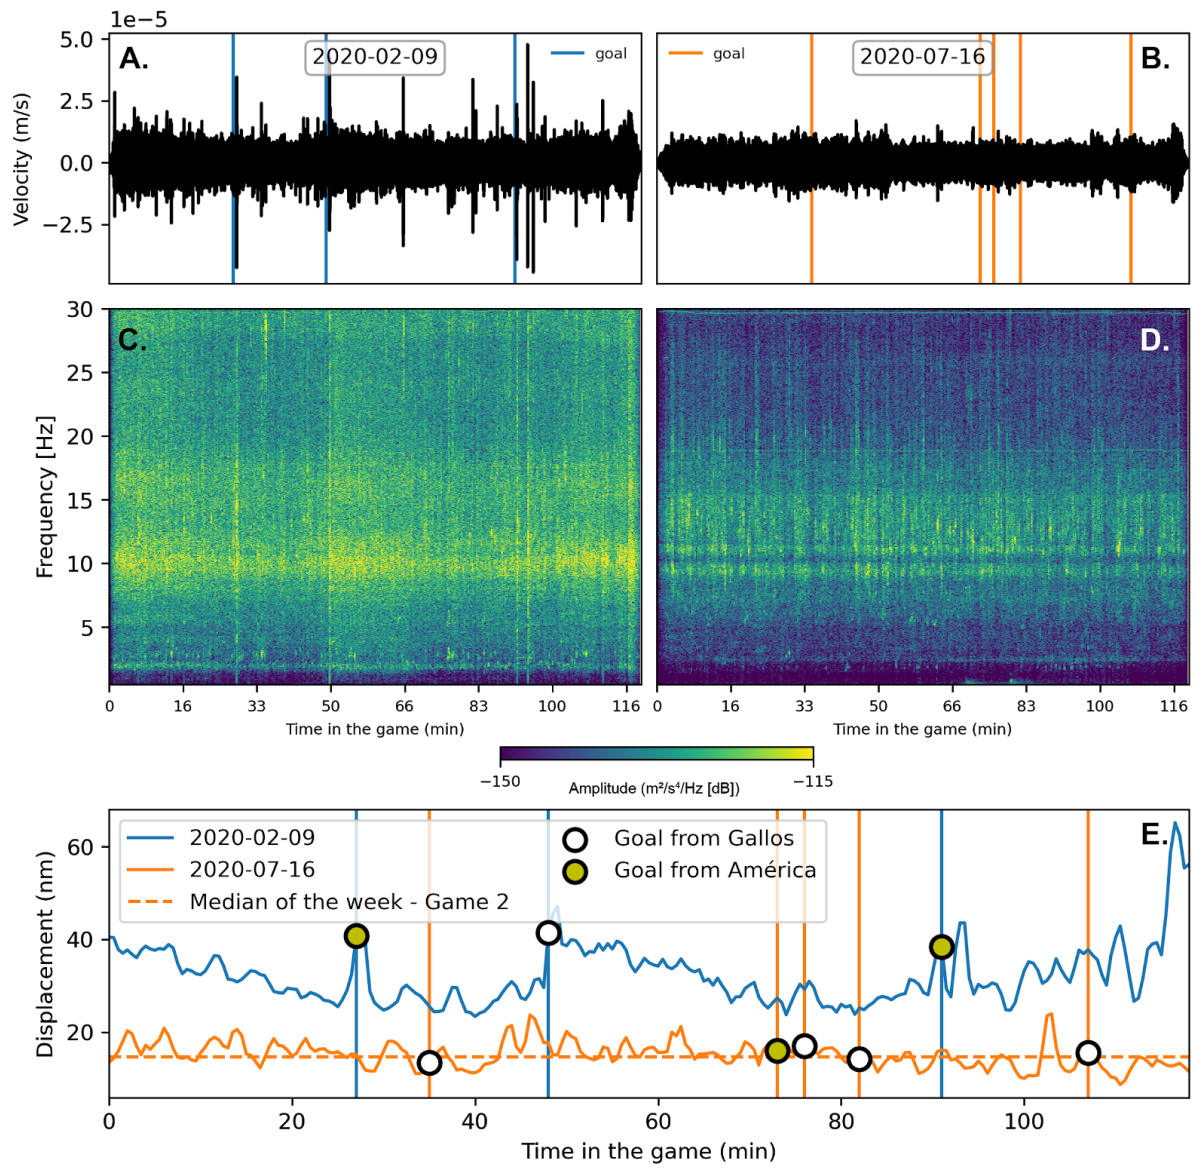 1e−5
A.
2020-02-09
goal
goal
2020-07-16
B.
5.0
2.5
0.0
−2.5
Velocity (m/s)
C.
D.
30
25
20
15
10
5
Frequency [Hz]
0 16 33 50 66 83 100 116
0 16 33 50 66 83 100 116
Time in the game (min)
Time in the game (min)
−150
−115
Amplitude (m²/s⁴/Hz [dB])
E.
2020-02-09
2020-07-16
Median of the week - Game 2
Goal from Gallos
Goal from América
60
40
20
Displacement (nm)
0 20 40 60 80 100
Time in the game (min)